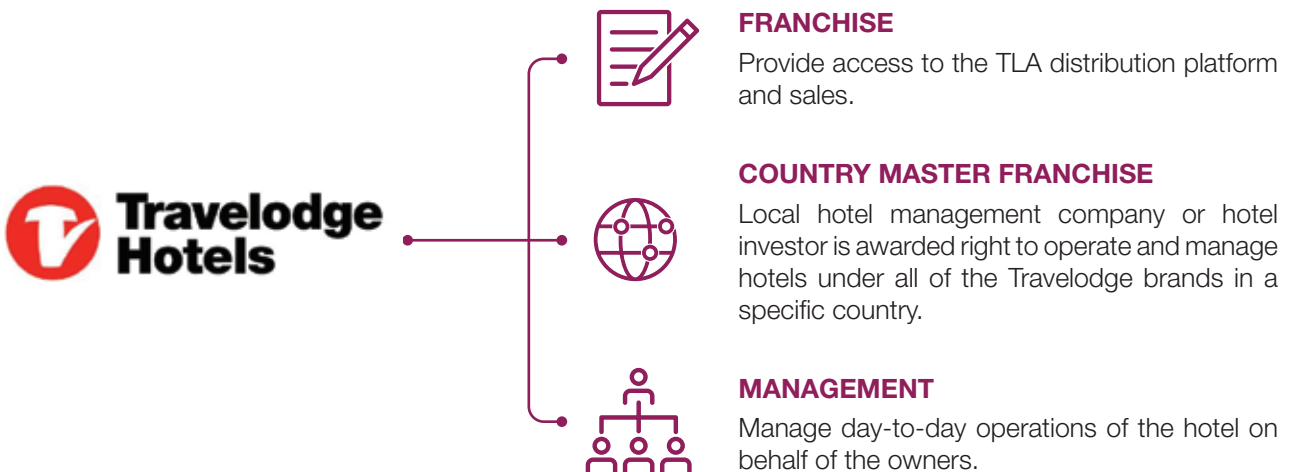 Travelodge
Hotels
FRANCHISE
Provide access to the TLA distribution platform
and sales.
COUNTRY MASTER FRANCHISE
Local hotel management company or hotel
investor is awarded right to operate and manage
hotels under all of the Travelodge brands in a
specific country.
MANAGEMENT
Manage day-to-day operations of the hotel on
behalf of the owners.